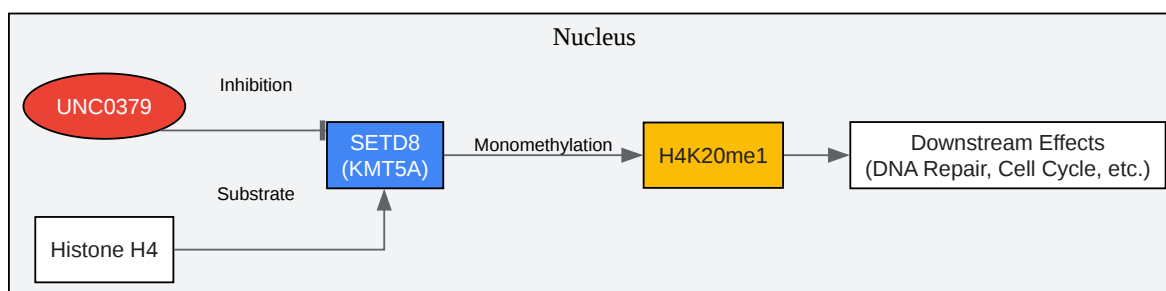 Nucleus
Inhibition
UNC0379
SETD8
(KMT5A)
Monomethylation
H4K20me1
Downstream Effects
(DNA Repair, Cell Cycle, etc.)
Substrate
Histone H4